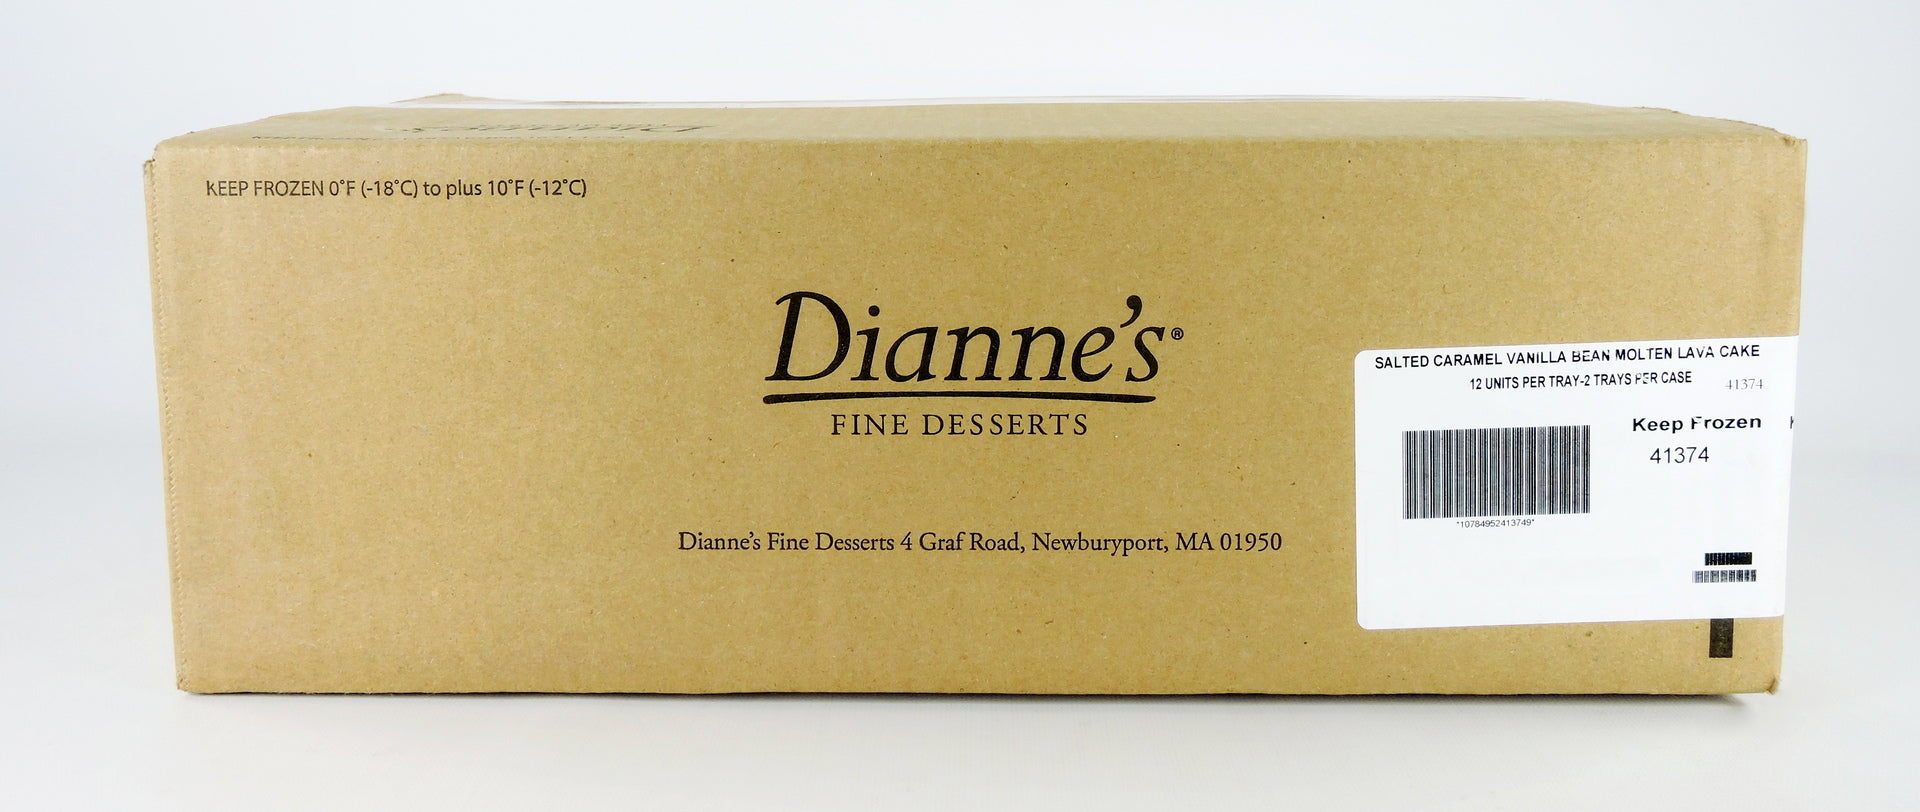 KEEP FROZEN 0°F (-18°C) to plus 10°F (-12°C)
Dianne's®
FINE DESSERTS
Dianne's Fine Desserts 4 Graf Road, Newburyport, MA 01950
SALTED CARAMEL VANILLA BEAN MOLTEN LAVA CAKE
12 UNITS PER TRAY-2 TRAYS PER CASE 41374
Keep Frozen
41374
*10784952413749*